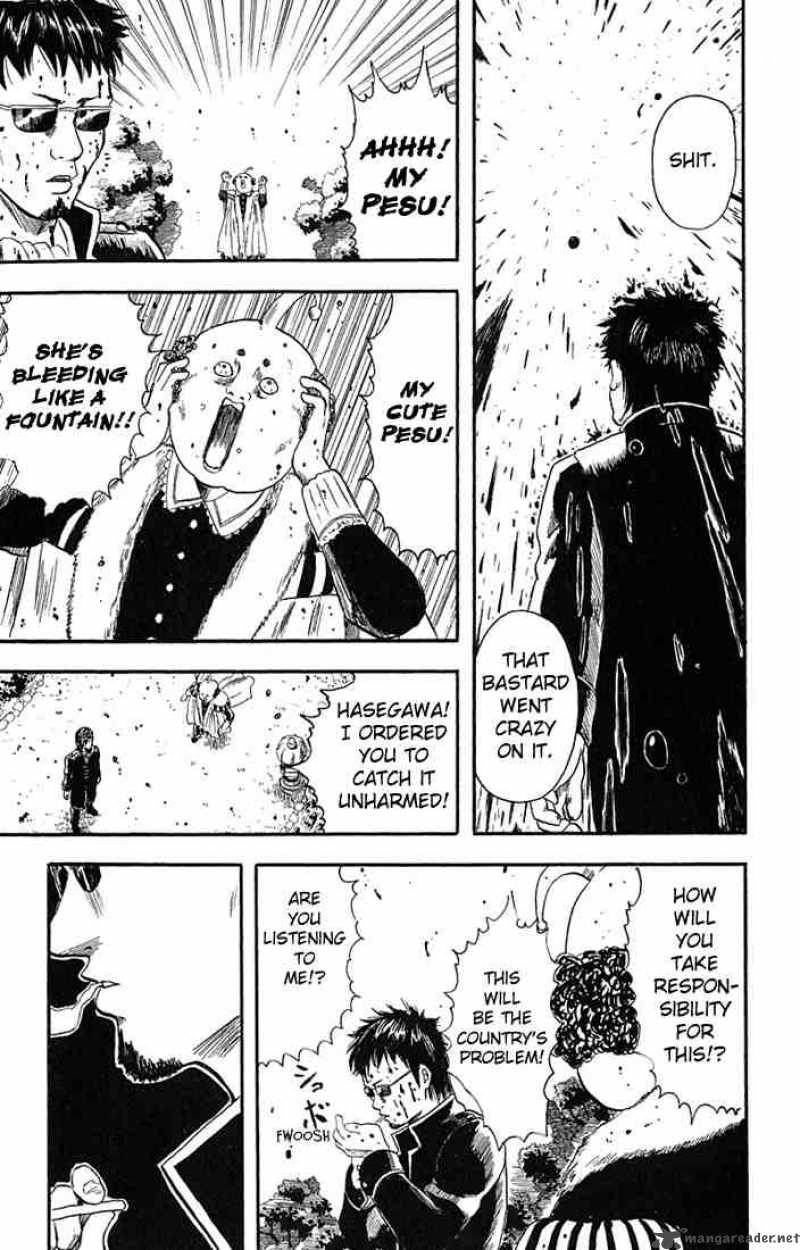 SHIT.
THAT
BASTARD
WENT
CRAZY
ON IT.
AHHH!
MY
PESU!
MY
CUTE
PESU!
SHE'S
BLEEDING
LIKE A
FOUNTAIN!!
HASEGAWA!
I ORDERED
YOU TO
CATCH IT
UNHARMED!
HOW
WILL
YOU
TAKE
RESPON-
SIBILITY
FOR
THIS!?
THIS
WILL
BE THE
COUNTRY'S
PROBLEM!
ARE
YOU
LISTENING
TO
ME!?
シュボ
FWOOSH
mangareader.net